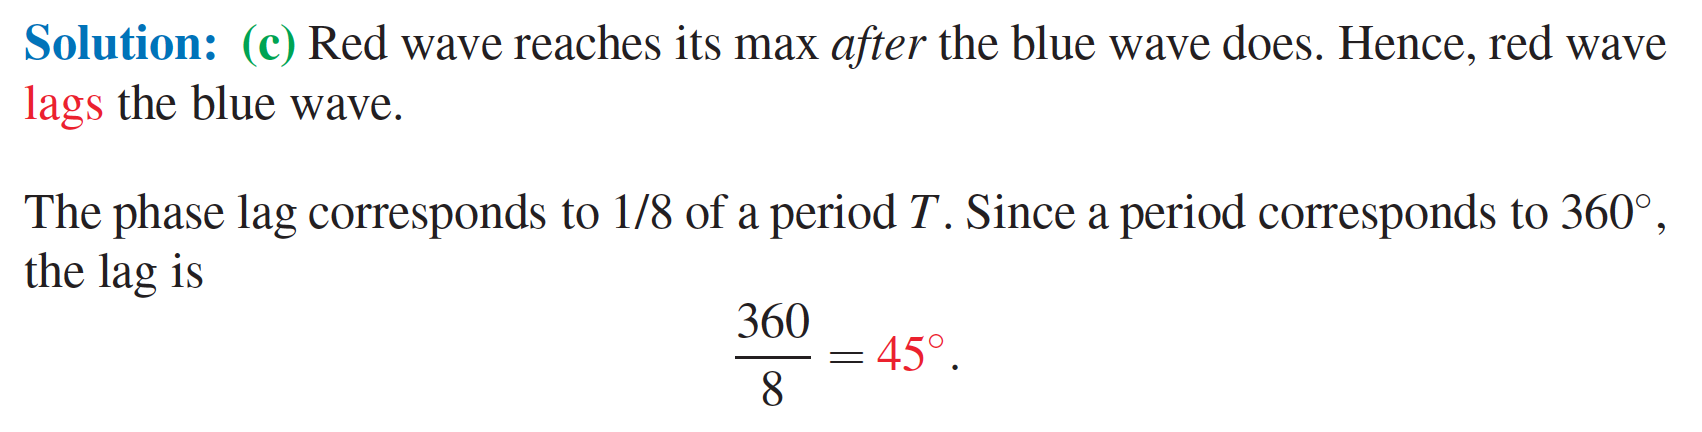 Solution: (c) Red wave reaches its max after the blue wave does. Hence, red wave
lags the blue wave.
The phase lag corresponds to 1/8 of a period T. Since a period corresponds to 360°,
the lag is
360
8
= 45°.